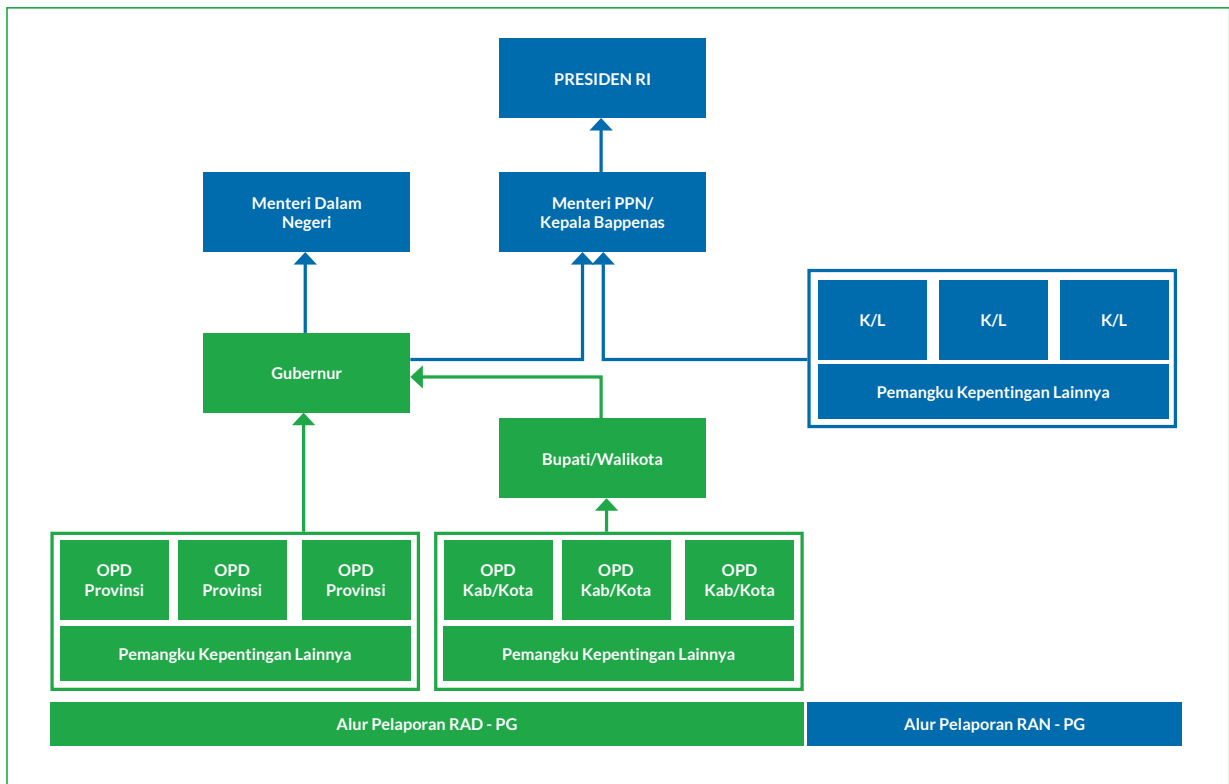 PRESIDEN RI
Menteri Dalam
Negeri
Menteri PPN/
Kepala Bappenas
K/L
K/L
K/L
Pemangku Kepentingan Lainnya
Gubernur
Bupati/Walikota
OPD
Provinsi
OPD
Provinsi
OPD
Provinsi
Pemangku Kepentingan Lainnya
OPD
Kab/Kota
OPD
Kab/Kota
OPD
Kab/Kota
Pemangku Kepentingan Lainnya
Alur Pelaporan RAD - PG
Alur Pelaporan RAN - PG